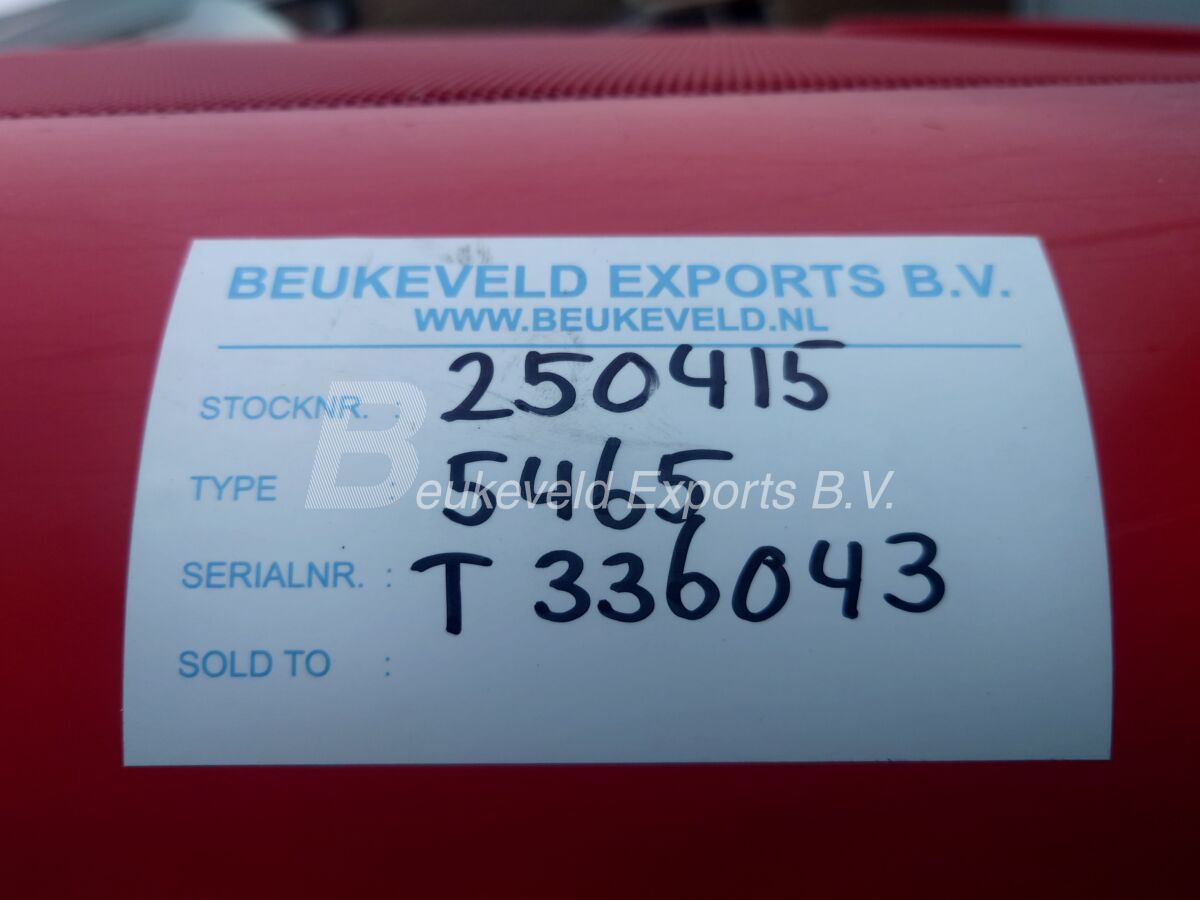 BEUKEVELD EXPORTS B.V.
WWW.BEUKEVELD.NL
STOCKNR. : 250415
TYPE : 5465
Beukeveld Exports B.V.
SERIALNR. : T 336043
SOLD TO :